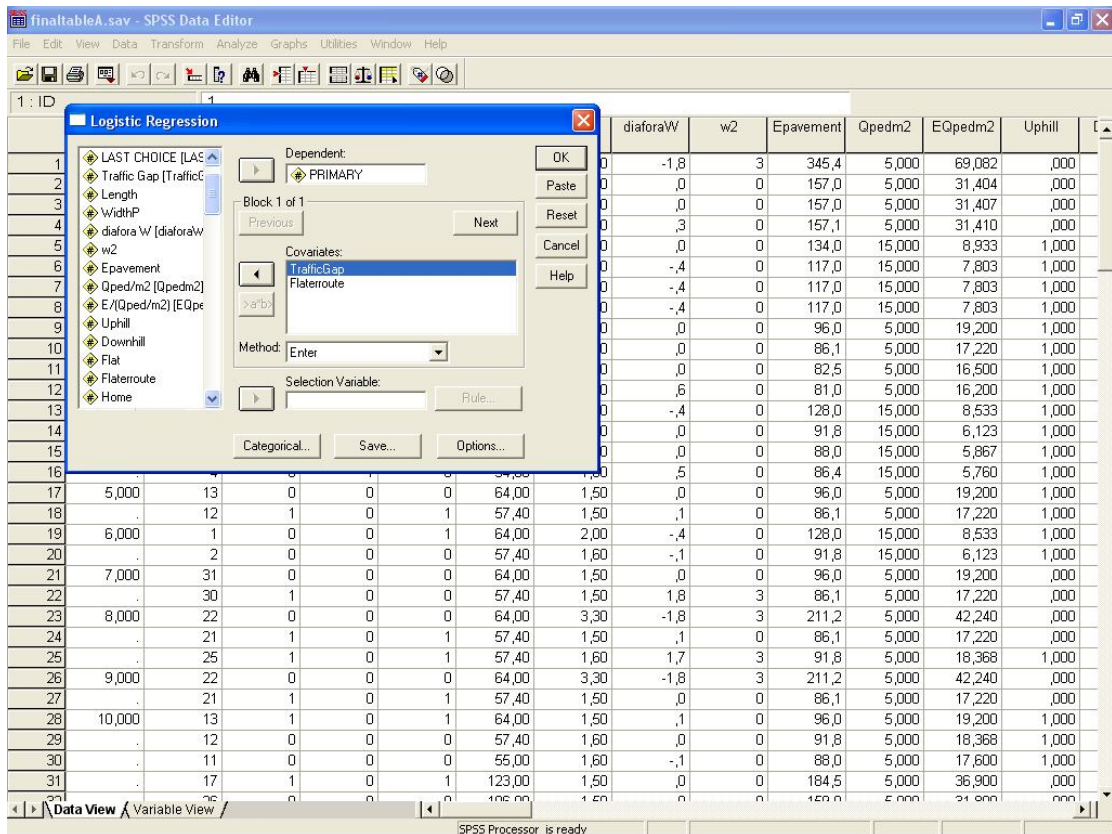 finaltableA.sav - SPSS Data Editor
File Edit View Data Transform Analyze Graphs Utilities Window Help
1 : ID 1
Logistic Regression
LAST CHOICE [LAS
Traffic Gap [TrafficG
Length
WidthP
diafora W [diaforaW
w2
Epavement
Qped/m2 [Qpedm2]
E/(Qped/m2) [EQpe
Uphill
Downhill
Flat
Flaterroute
Home
Dependent:
PRIMARY
Block 1 of 1
Previous Next
Covariates:
TrafficGap
Flaterroute
>a*b>
Method: Enter
Selection Variable:
Rule...
Categorical... Save... Options...
OK
Paste
Reset
Cancel
Help
diaforaW w2 Epavement Qpedm2 EQpedm2 Uphill
1 -1,8 3 345,4 5,000 69,082 ,000
2 ,0 0 157,0 5,000 31,404 ,000
3 ,0 0 157,0 5,000 31,407 ,000
4 ,3 0 157,1 5,000 31,410 ,000
5 ,0 0 134,0 15,000 8,933 1,000
6 -,4 0 117,0 15,000 7,803 1,000
7 -,4 0 117,0 15,000 7,803 1,000
8 -,4 0 117,0 15,000 7,803 1,000
9 ,0 0 96,0 5,000 19,200 1,000
10 ,0 0 86,1 5,000 17,220 1,000
11 ,0 0 82,5 5,000 16,500 1,000
12 ,6 0 81,0 5,000 16,200 1,000
13 -,4 0 128,0 15,000 8,533 1,000
14 ,0 0 91,8 15,000 6,123 1,000
15 ,0 0 88,0 15,000 5,867 1,000
16 ,5 0 86,4 15,000 5,760 1,000
17 5,000 13 0 0 0 64,00 1,50 ,0 0 96,0 5,000 19,200 1,000
18 . 12 1 0 1 57,40 1,50 ,1 0 86,1 5,000 17,220 1,000
19 6,000 1 0 0 1 64,00 2,00 -,4 0 128,0 15,000 8,533 1,000
20 . 2 0 0 0 57,40 1,60 -,1 0 91,8 15,000 6,123 1,000
21 7,000 31 0 0 0 64,00 1,50 ,0 0 96,0 5,000 19,200 ,000
22 . 30 1 0 0 57,40 1,50 1,8 3 86,1 5,000 17,220 ,000
23 8,000 22 0 0 0 64,00 3,30 -1,8 3 211,2 5,000 42,240 ,000
24 . 21 1 0 1 57,40 1,50 ,1 0 86,1 5,000 17,220 ,000
25 . 25 1 0 1 57,40 1,60 1,7 3 91,8 5,000 18,368 1,000
26 9,000 22 0 0 0 64,00 3,30 -1,8 3 211,2 5,000 42,240 ,000
27 . 21 1 0 1 57,40 1,50 ,0 0 86,1 5,000 17,220 ,000
28 10,000 13 1 0 1 64,00 1,50 ,1 0 96,0 5,000 19,200 1,000
29 . 12 0 0 0 57,40 1,60 ,0 0 91,8 5,000 18,368 1,000
30 . 11 0 0 0 55,00 1,60 -,1 0 88,0 5,000 17,600 1,000
31 . 17 1 0 1 123,00 1,50 ,0 0 184,5 5,000 36,900 ,000
Data View Variable View
SPSS Processor is ready